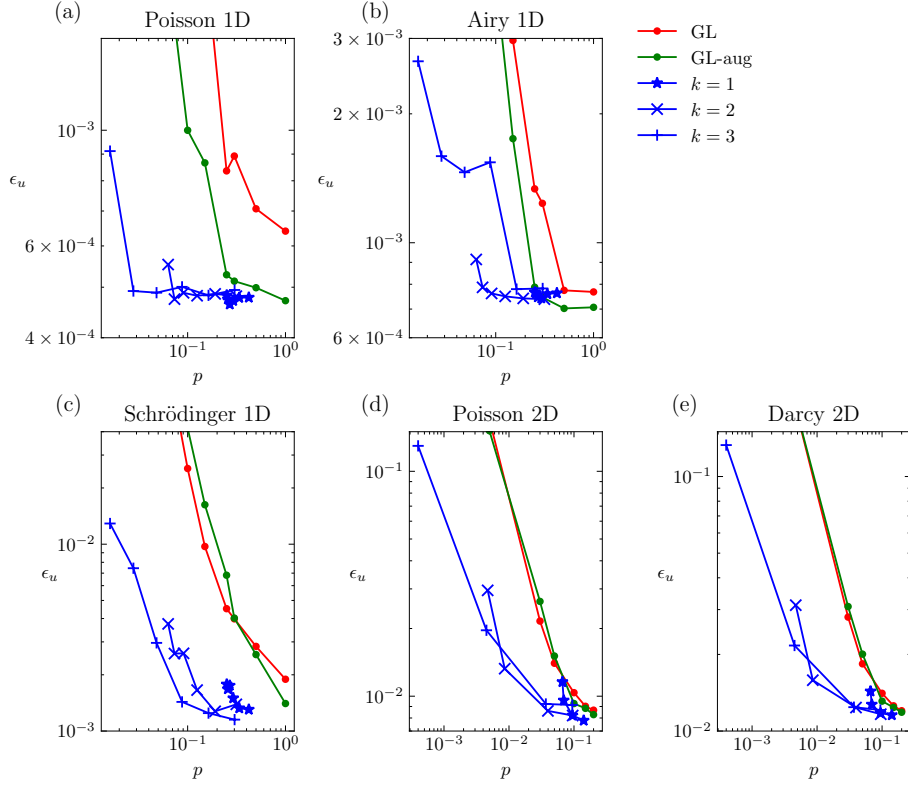 (a)
Poisson 1D
10⁻³
6 × 10⁻⁴
4 × 10⁻⁴
ϵᵤ
10⁻¹
10⁰
p
(b)
Airy 1D
3 × 10⁻³
2 × 10⁻³
10⁻³
6 × 10⁻⁴
ϵᵤ
10⁻¹
10⁰
p
GL
GL-aug
k = 1
k = 2
k = 3
(c)
Schrödinger 1D
10⁻²
10⁻³
ϵᵤ
10⁻¹
10⁰
p
(d)
Poisson 2D
10⁻¹
10⁻²
ϵᵤ
10⁻³
10⁻²
10⁻¹
p
(e)
Darcy 2D
10⁻¹
10⁻²
ϵᵤ
10⁻³
10⁻²
10⁻¹
p